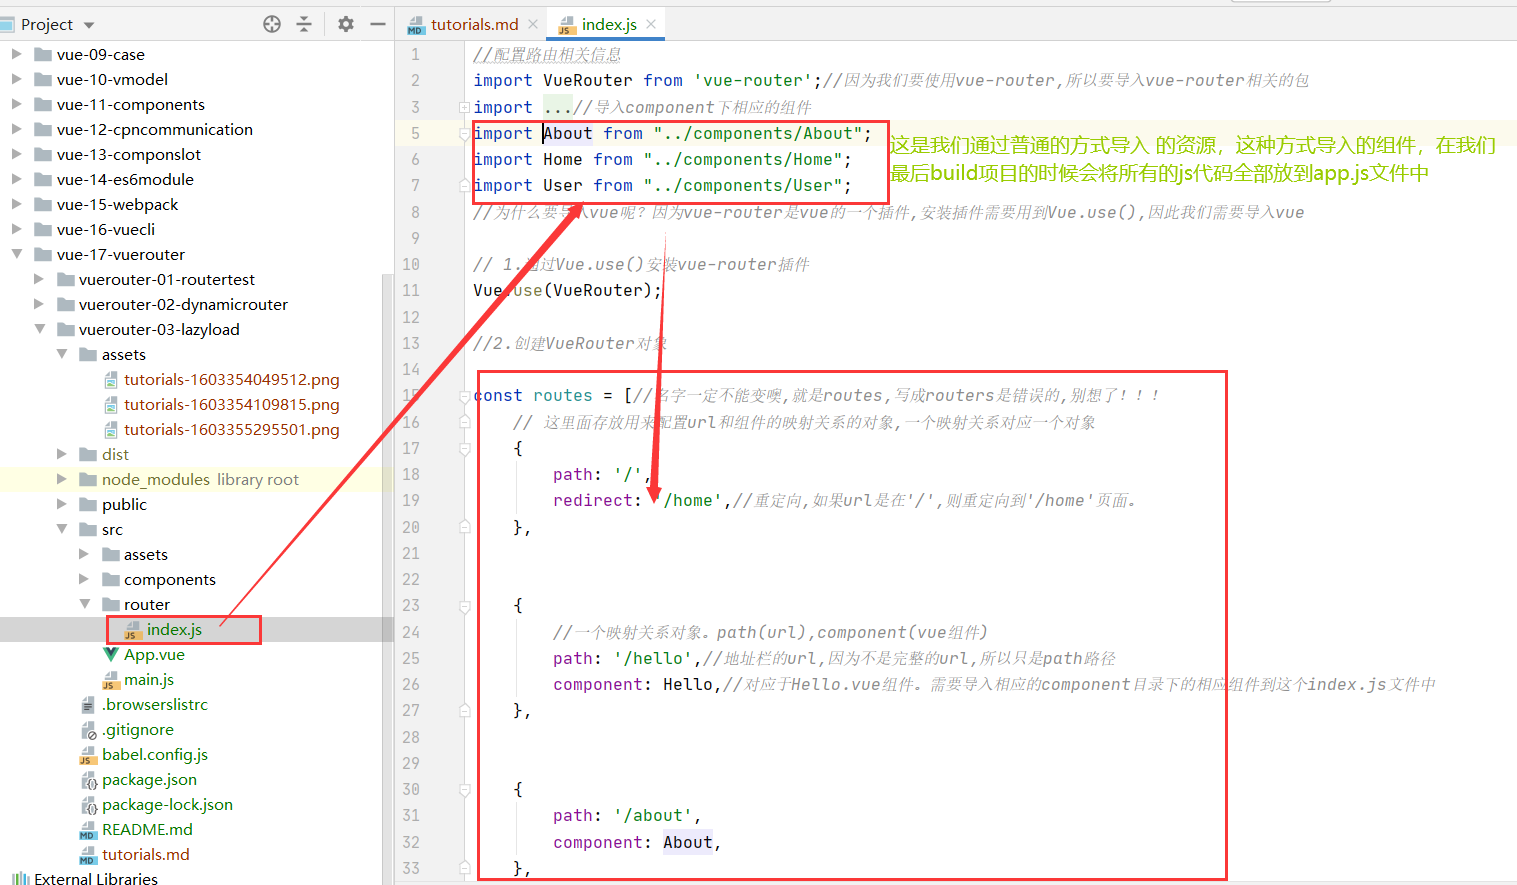 Project
tutorials.md
index.js
vue-09-case
vue-10-vmodel
vue-11-components
vue-12-cpncommunication
vue-13-componslot
vue-14-es6module
vue-15-webpack
vue-16-vuecli
vue-17-vuerouter
vuerouter-01-routertest
vuerouter-02-dynamicrouter
vuerouter-03-lazyload
assets
tutorials-1603354049512.png
tutorials-1603354109815.png
tutorials-1603355295501.png
dist
node_modules library root
public
src
assets
components
router
index.js
App.vue
main.js
.browserslistrc
.gitignore
babel.config.js
package.json
package-lock.json
README.md
tutorials.md
External Libraries
1 //配置路由相关信息
2 import VueRouter from 'vue-router';//因为我们要使用vue-router,所以要导入vue-router相关的包
3 import ...//导入component下相应的组件
5 import About from "../components/About";
6 import Home from "../components/Home";
7 import User from "../components/User";
这是我们通过普通的方式导入 的资源，这种方式导入的组件，在我们
最后build项目的时候会将所有的js代码全部放到app.js文件中
8 //为什么要导入vue呢？因为vue-router是vue的一个插件,安装插件需要用到Vue.use(),因此我们需要导入vue
9
10 // 1.通过Vue.use()安装vue-router插件
11 Vue.use(VueRouter);
12
13 //2.创建VueRouter对象
14
15 const routes = [//名字一定不能变噢,就是routes,写成routers是错误的,别想了！！！
16 // 这里面存放用来配置url和组件的映射关系的对象,一个映射关系对应一个对象
17 {
18 path: '/',
19 redirect: '/home',//重定向,如果url是在'/',则重定向到'/home'页面。
20 },
21
22
23 {
24 //一个映射关系对象。path(url),component(vue组件)
25 path: '/hello',//地址栏的url,因为不是完整的url,所以只是path路径
26 component: Hello,//对应于Hello.vue组件。需要导入相应的component目录下的相应组件到这个index.js文件中
27 },
28
29
30 {
31 path: '/about',
32 component: About,
33 },